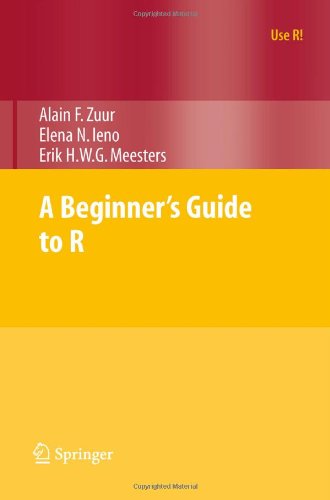 Use R!
Alain F. Zuur
Elena N. Ieno
Erik H.W.G. Meesters
A Beginner's Guide
to R
Springer